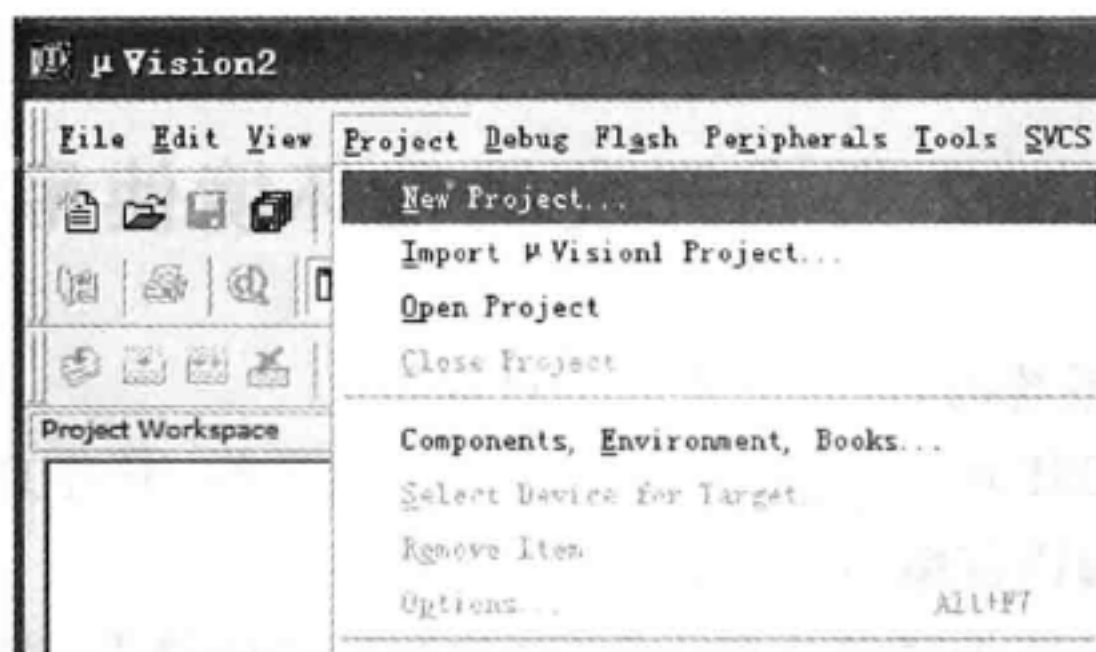 μVision2
File Edit View Project Debug Flash Peripherals Tools SVCS
New Project...
Import μVision1 Project...
Open Project
Close Project
Project Workspace
Components, Environment, Books...
Select Device for Target
Remove Item
Options... Alt+F7